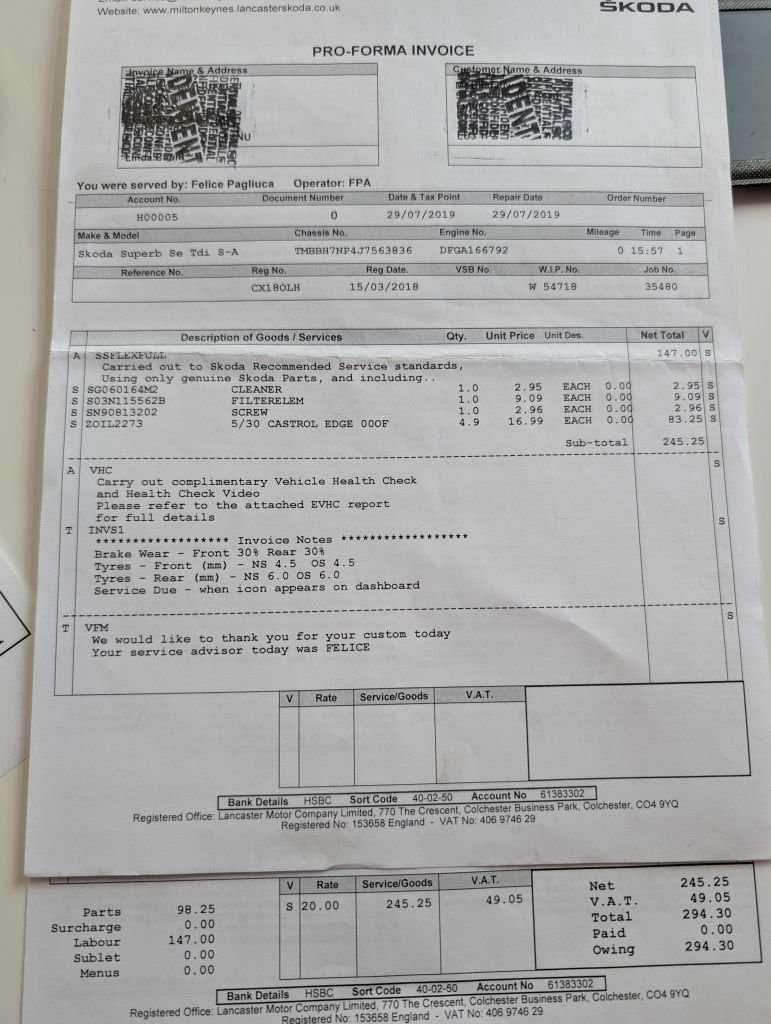 Website: www.miltonkeynes.lancasterskoda.co.uk
ŠKODA
PRO-FORMA INVOICE
Invoice Name & Address
Customer Name & Address
You were served by: Felice Pagliuca Operator: FPA
Account No. Document Number Date & Tax Point Repair Date Order Number
H00005 0 29/07/2019 29/07/2019
Make & Model Chassis No. Engine No. Mileage Time Page
Skoda Superb Se Tdi S-A TMBBH7NP4J7563836 DFGA166792 0 15:57 1
Reference No. Reg No. Reg Date. VSB No. W.I.P. No. Job No.
CX18OLH 15/03/2018 W 54718 35480
Description of Goods / Services Qty. Unit Price Unit Des. Net Total V
A SSFLEXFULL 147.00 S
Carried out to Skoda Recommended Service standards,
Using only genuine Skoda Parts, and including..
S SG060164M2 CLEANER 1.0 2.95 EACH 0.00 2.95 S
S S03N115562B FILTERELEM 1.0 9.09 EACH 0.00 9.09 S
S SN90813202 SCREW 1.0 2.96 EACH 0.00 2.96 S
S ZOIL2273 5/30 CASTROL EDGE 000F 4.9 16.99 EACH 0.00 83.25 S
Sub-total 245.25
A VHC S
Carry out complimentary Vehicle Health Check
and Health Check Video
Please refer to the attached EVHC report
for full details
T INVS1 S
****************** Invoice Notes ******************
Brake Wear - Front 30% Rear 30%
Tyres - Front (mm) - NS 4.5 OS 4.5
Tyres - Rear (mm) - NS 6.0 OS 6.0
Service Due - when icon appears on dashboard
T VFM S
We would like to thank you for your custom today
Your service advisor today was FELICE
V Rate Service/Goods V.A.T.
Bank Details HSBC Sort Code 40-02-50 Account No 61383302
Registered Office: Lancaster Motor Company Limited, 770 The Crescent, Colchester Business Park, Colchester, CO4 9YQ
Registered No: 153658 England - VAT No: 406 9746 29
V Rate Service/Goods V.A.T.
S 20.00 245.25 49.05
Parts 98.25
Surcharge 0.00
Labour 147.00
Sublet 0.00
Menus 0.00
Net 245.25
V.A.T. 49.05
Total 294.30
Paid 0.00
Owing 294.30
Bank Details HSBC Sort Code 40-02-50 Account No 61383302
Registered Office: Lancaster Motor Company Limited, 770 The Crescent, Colchester Business Park, Colchester, CO4 9YQ
Registered No: 153658 England - VAT No: 406 9746 29